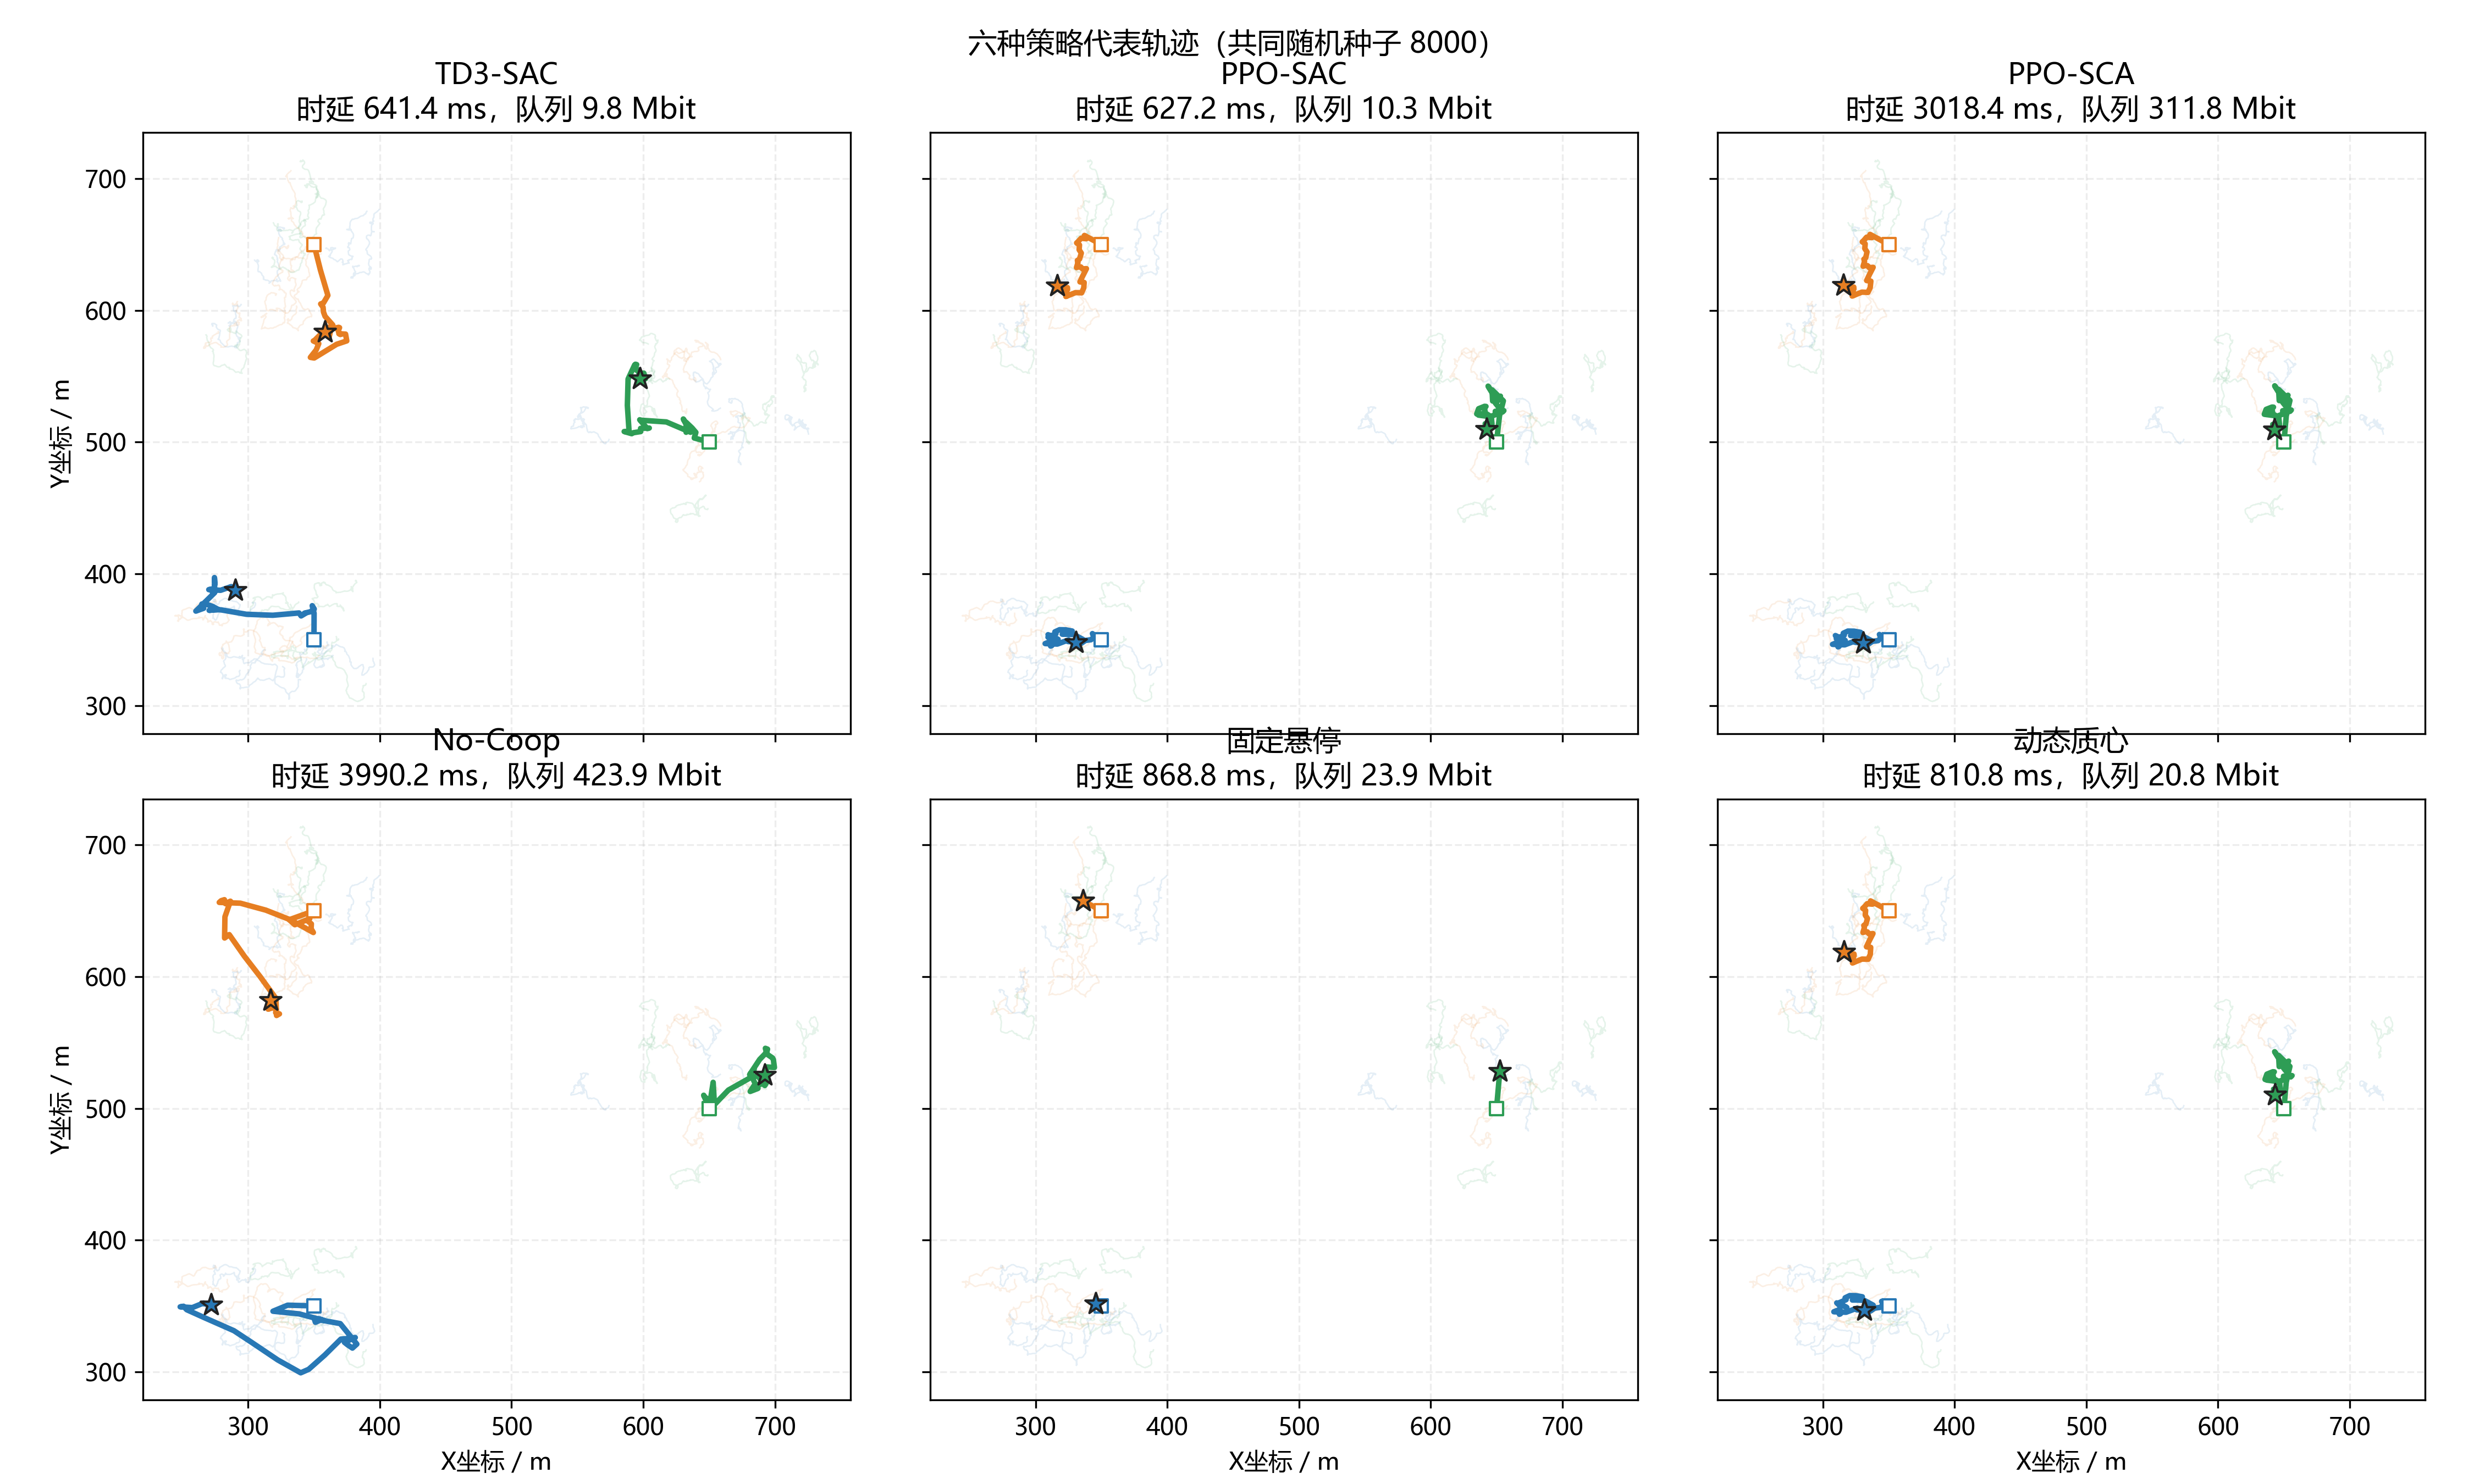 六种策略代表轨迹（共同随机种子 8000）
TD3-SAC
时延 641.4 ms，队列 9.8 Mbit
PPO-SAC
时延 627.2 ms，队列 10.3 Mbit
PPO-SCA
时延 3018.4 ms，队列 311.8 Mbit
Y坐标 / m
700
600
500
400
300
No-Coop
时延 3990.2 ms，队列 423.9 Mbit
固定悬停
时延 868.8 ms，队列 23.9 Mbit
动态质心
时延 810.8 ms，队列 20.8 Mbit
Y坐标 / m
700
600
500
400
300
300 400 500 600 700
300 400 500 600 700
300 400 500 600 700
X坐标 / m
X坐标 / m
X坐标 / m